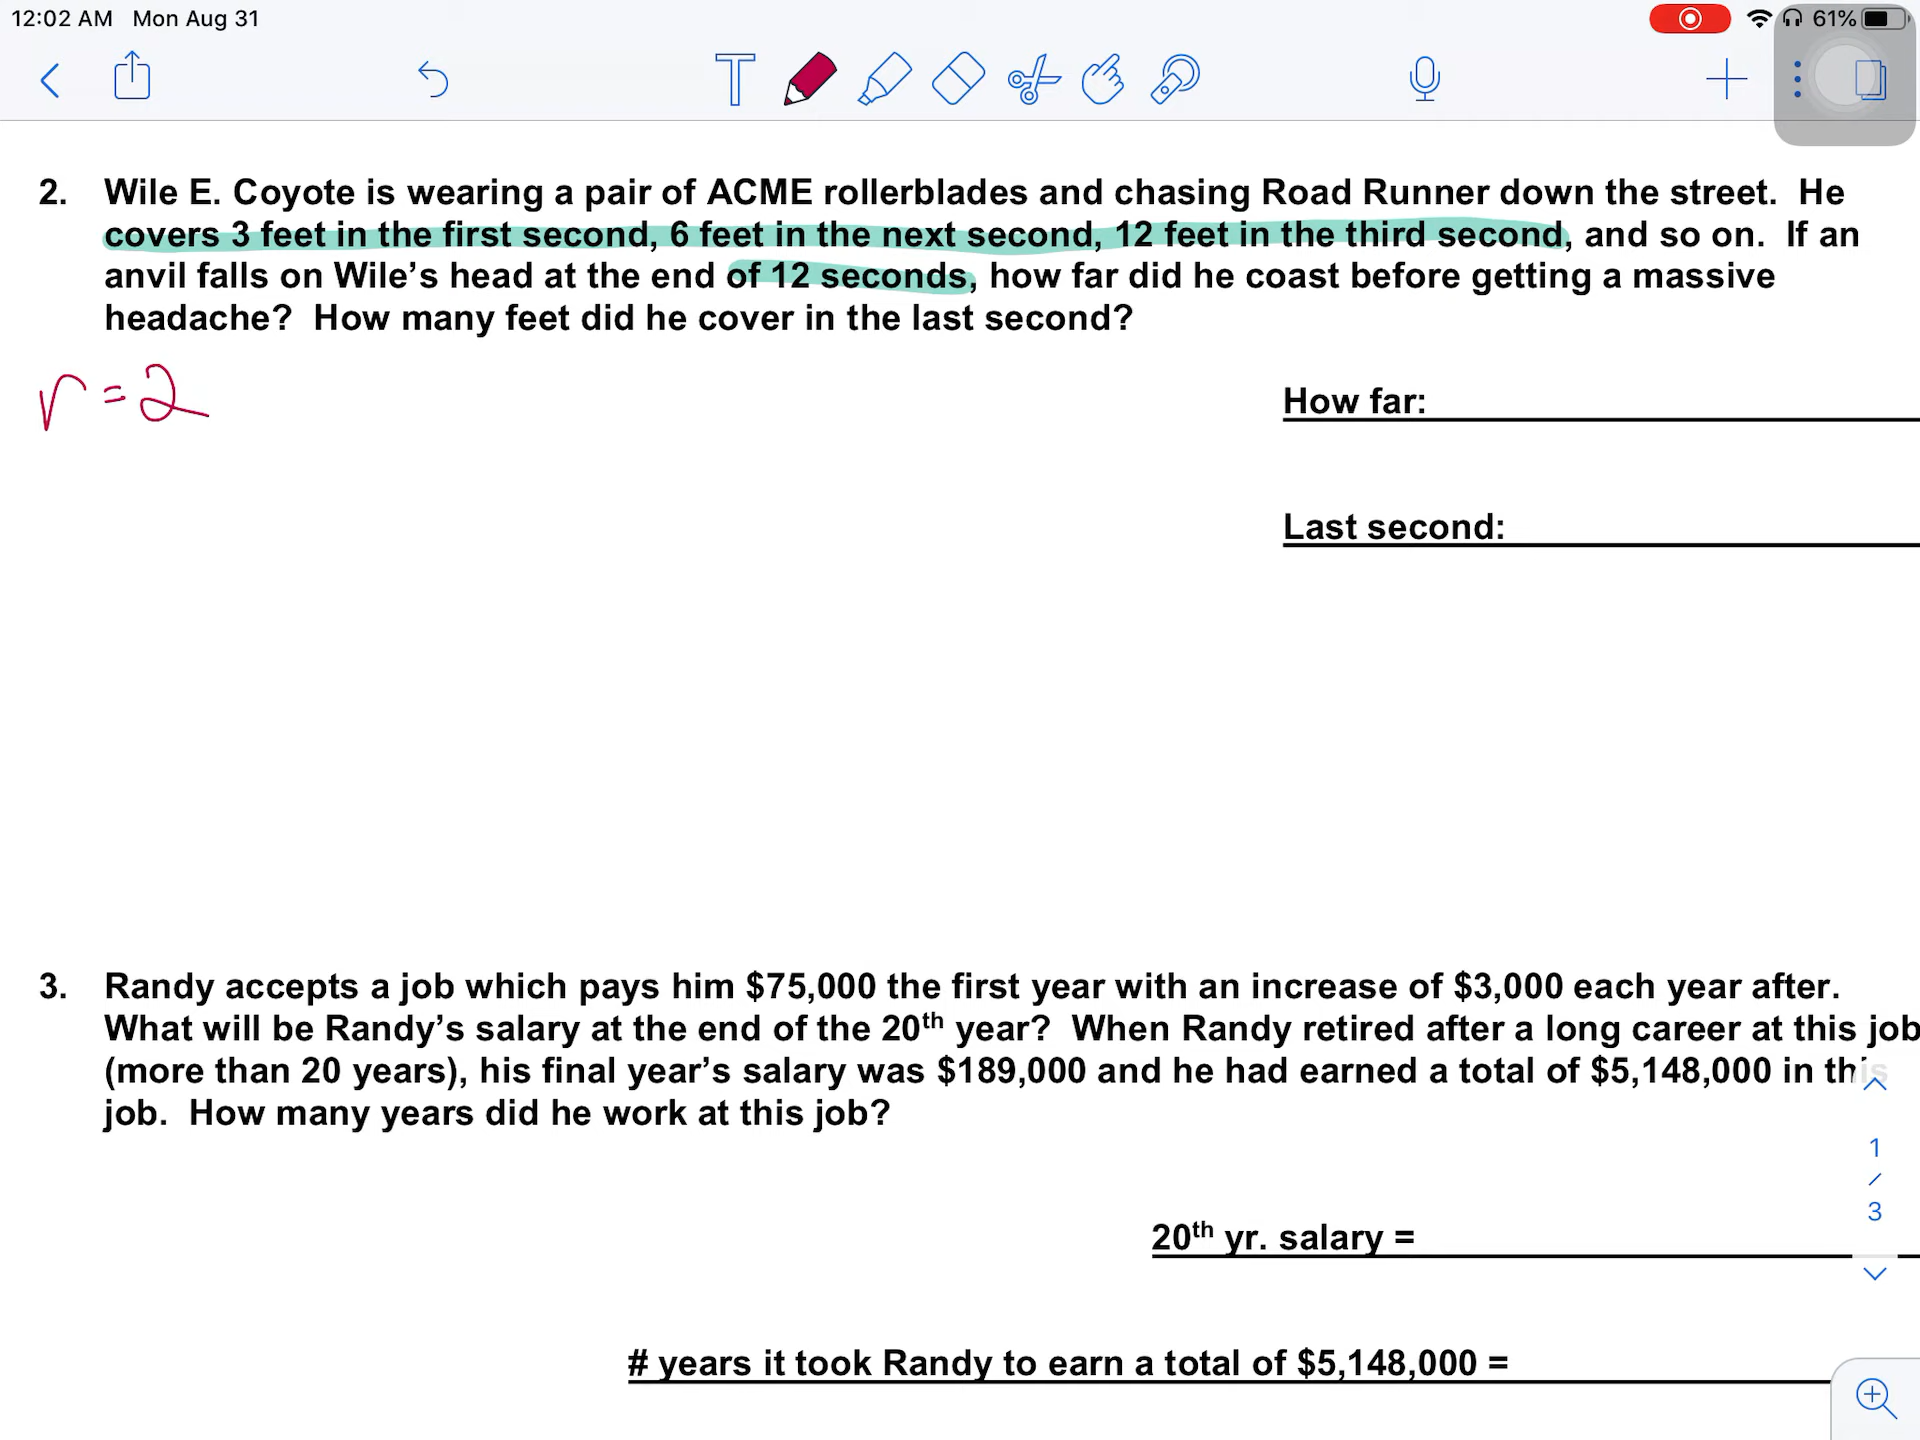 12:02 AM Mon Aug 31
61%
2. Wile E. Coyote is wearing a pair of ACME rollerblades and chasing Road Runner down the street. He
covers 3 feet in the first second, 6 feet in the next second, 12 feet in the third second, and so on. If an
anvil falls on Wile’s head at the end of 12 seconds, how far did he coast before getting a massive
headache? How many feet did he cover in the last second?
r=2
How far:
Last second:
3. Randy accepts a job which pays him $75,000 the first year with an increase of $3,000 each year after.
What will be Randy’s salary at the end of the 20th year? When Randy retired after a long career at this job
(more than 20 years), his final year’s salary was $189,000 and he had earned a total of $5,148,000 in this
job. How many years did he work at this job?
1
/
3
20th yr. salary =
# years it took Randy to earn a total of $5,148,000 =